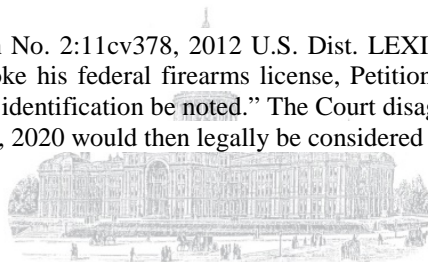 n No. 2:11cv378, 2012 U.S. Dist. LEXI
oke his federal firearms license, Petition
identification be noted.” The Court disag
, 2020 would then legally be considered